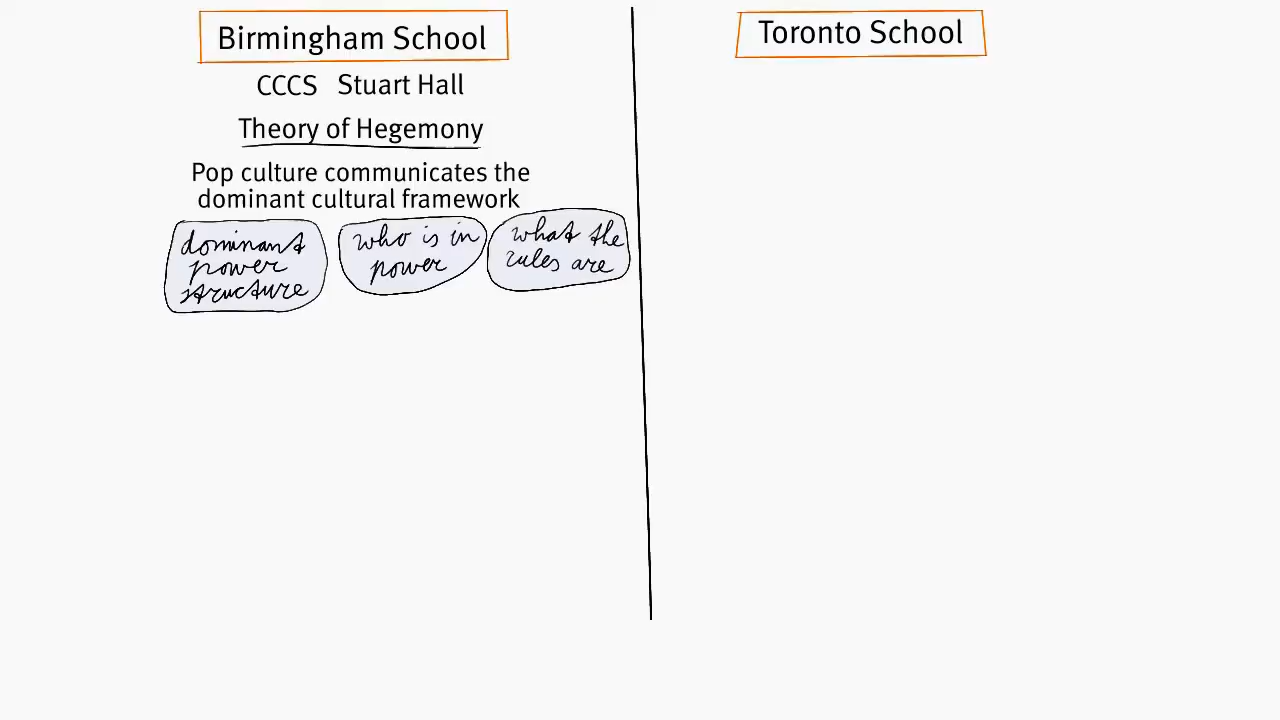 Birmingham School
CCCS Stuart Hall
Theory of Hegemony
Pop culture communicates the
dominant cultural framework
dominant
power
structure
who is in
power
what the
rules are
Toronto School